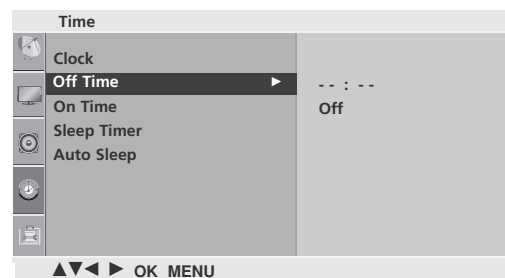 Time
Clock
Off Time ►
On Time
Sleep Timer
Auto Sleep
- - : - -
Off
▲▼◄ ► OK MENU